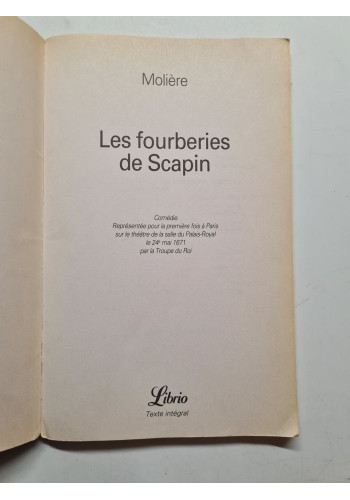 Molière
Les fourberies
de Scapin
Comédie.
Représentée pour la première fois à Paris
sur le théâtre de la salle du Palais-Royal
le 24e mai 1671
par la Troupe du Roi
Librio
Texte intégral